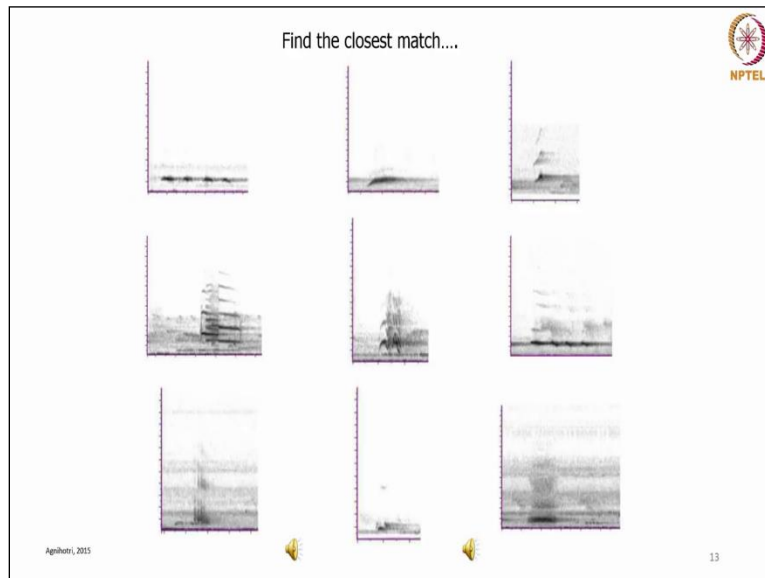 Find the closest match....
NPTEL
Agnihotri, 2015
13